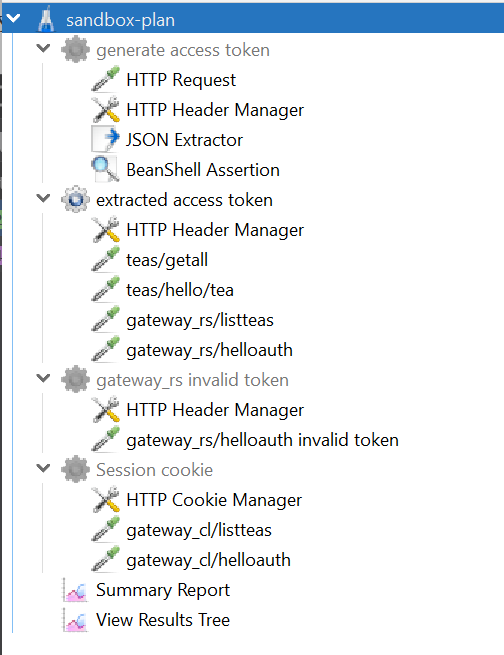 sandbox-plan
generate access token
HTTP Request
HTTP Header Manager
JSON Extractor
BeanShell Assertion
extracted access token
HTTP Header Manager
teas/getall
teas/hello/tea
gateway_rs/listteas
gateway_rs/helloauth
gateway_rs invalid token
HTTP Header Manager
gateway_rs/helloauth invalid token
Session cookie
HTTP Cookie Manager
gateway_cl/listteas
gateway_cl/helloauth
Summary Report
View Results Tree